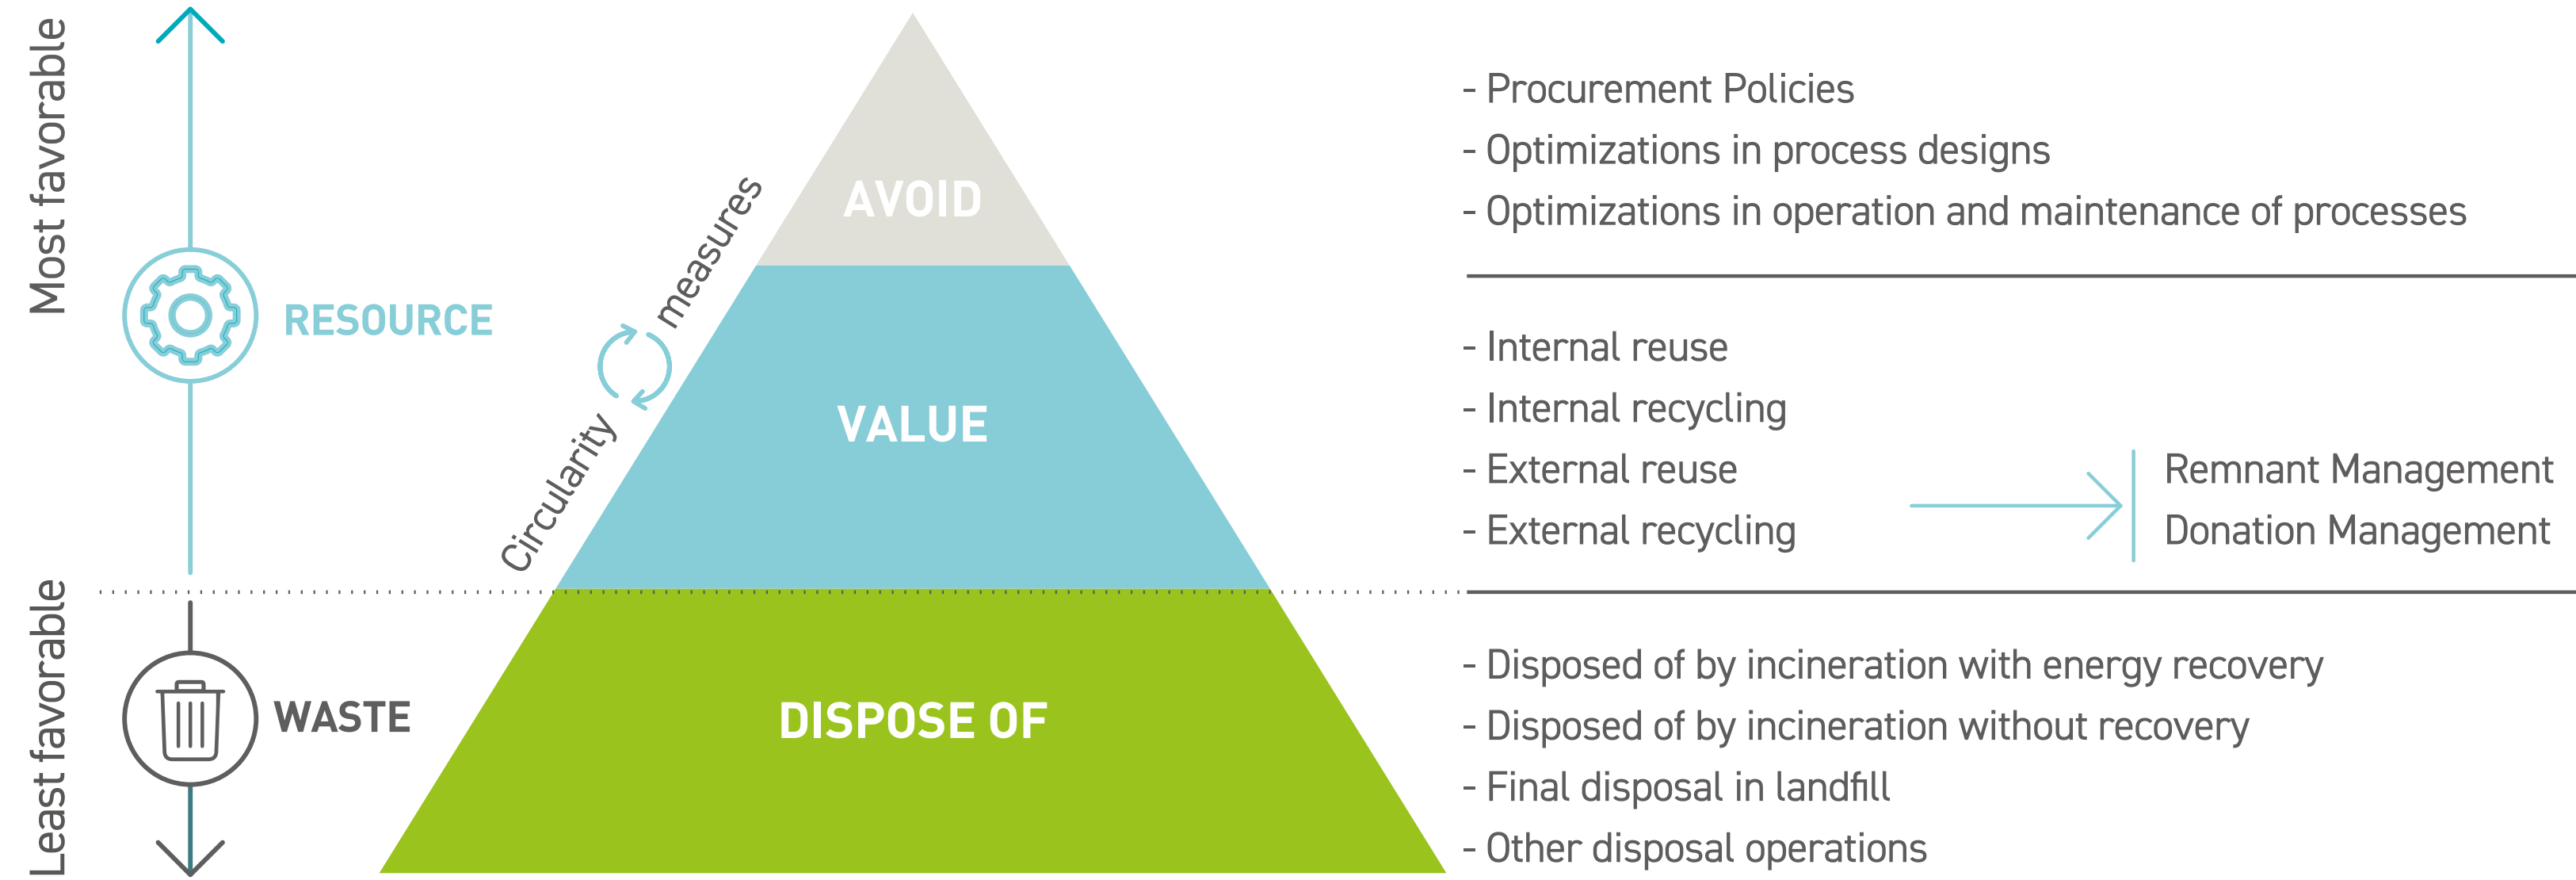 Most favorable
RESOURCE
Circularity measures
AVOID
- Procurement Policies
- Optimizations in process designs
- Optimizations in operation and maintenance of processes
VALUE
- Internal reuse
- Internal recycling
- External reuse
- External recycling
Remnant Management
Donation Management
Least favorable
WASTE
DISPOSE OF
- Disposed of by incineration with energy recovery
- Disposed of by incineration without recovery
- Final disposal in landfill
- Other disposal operations